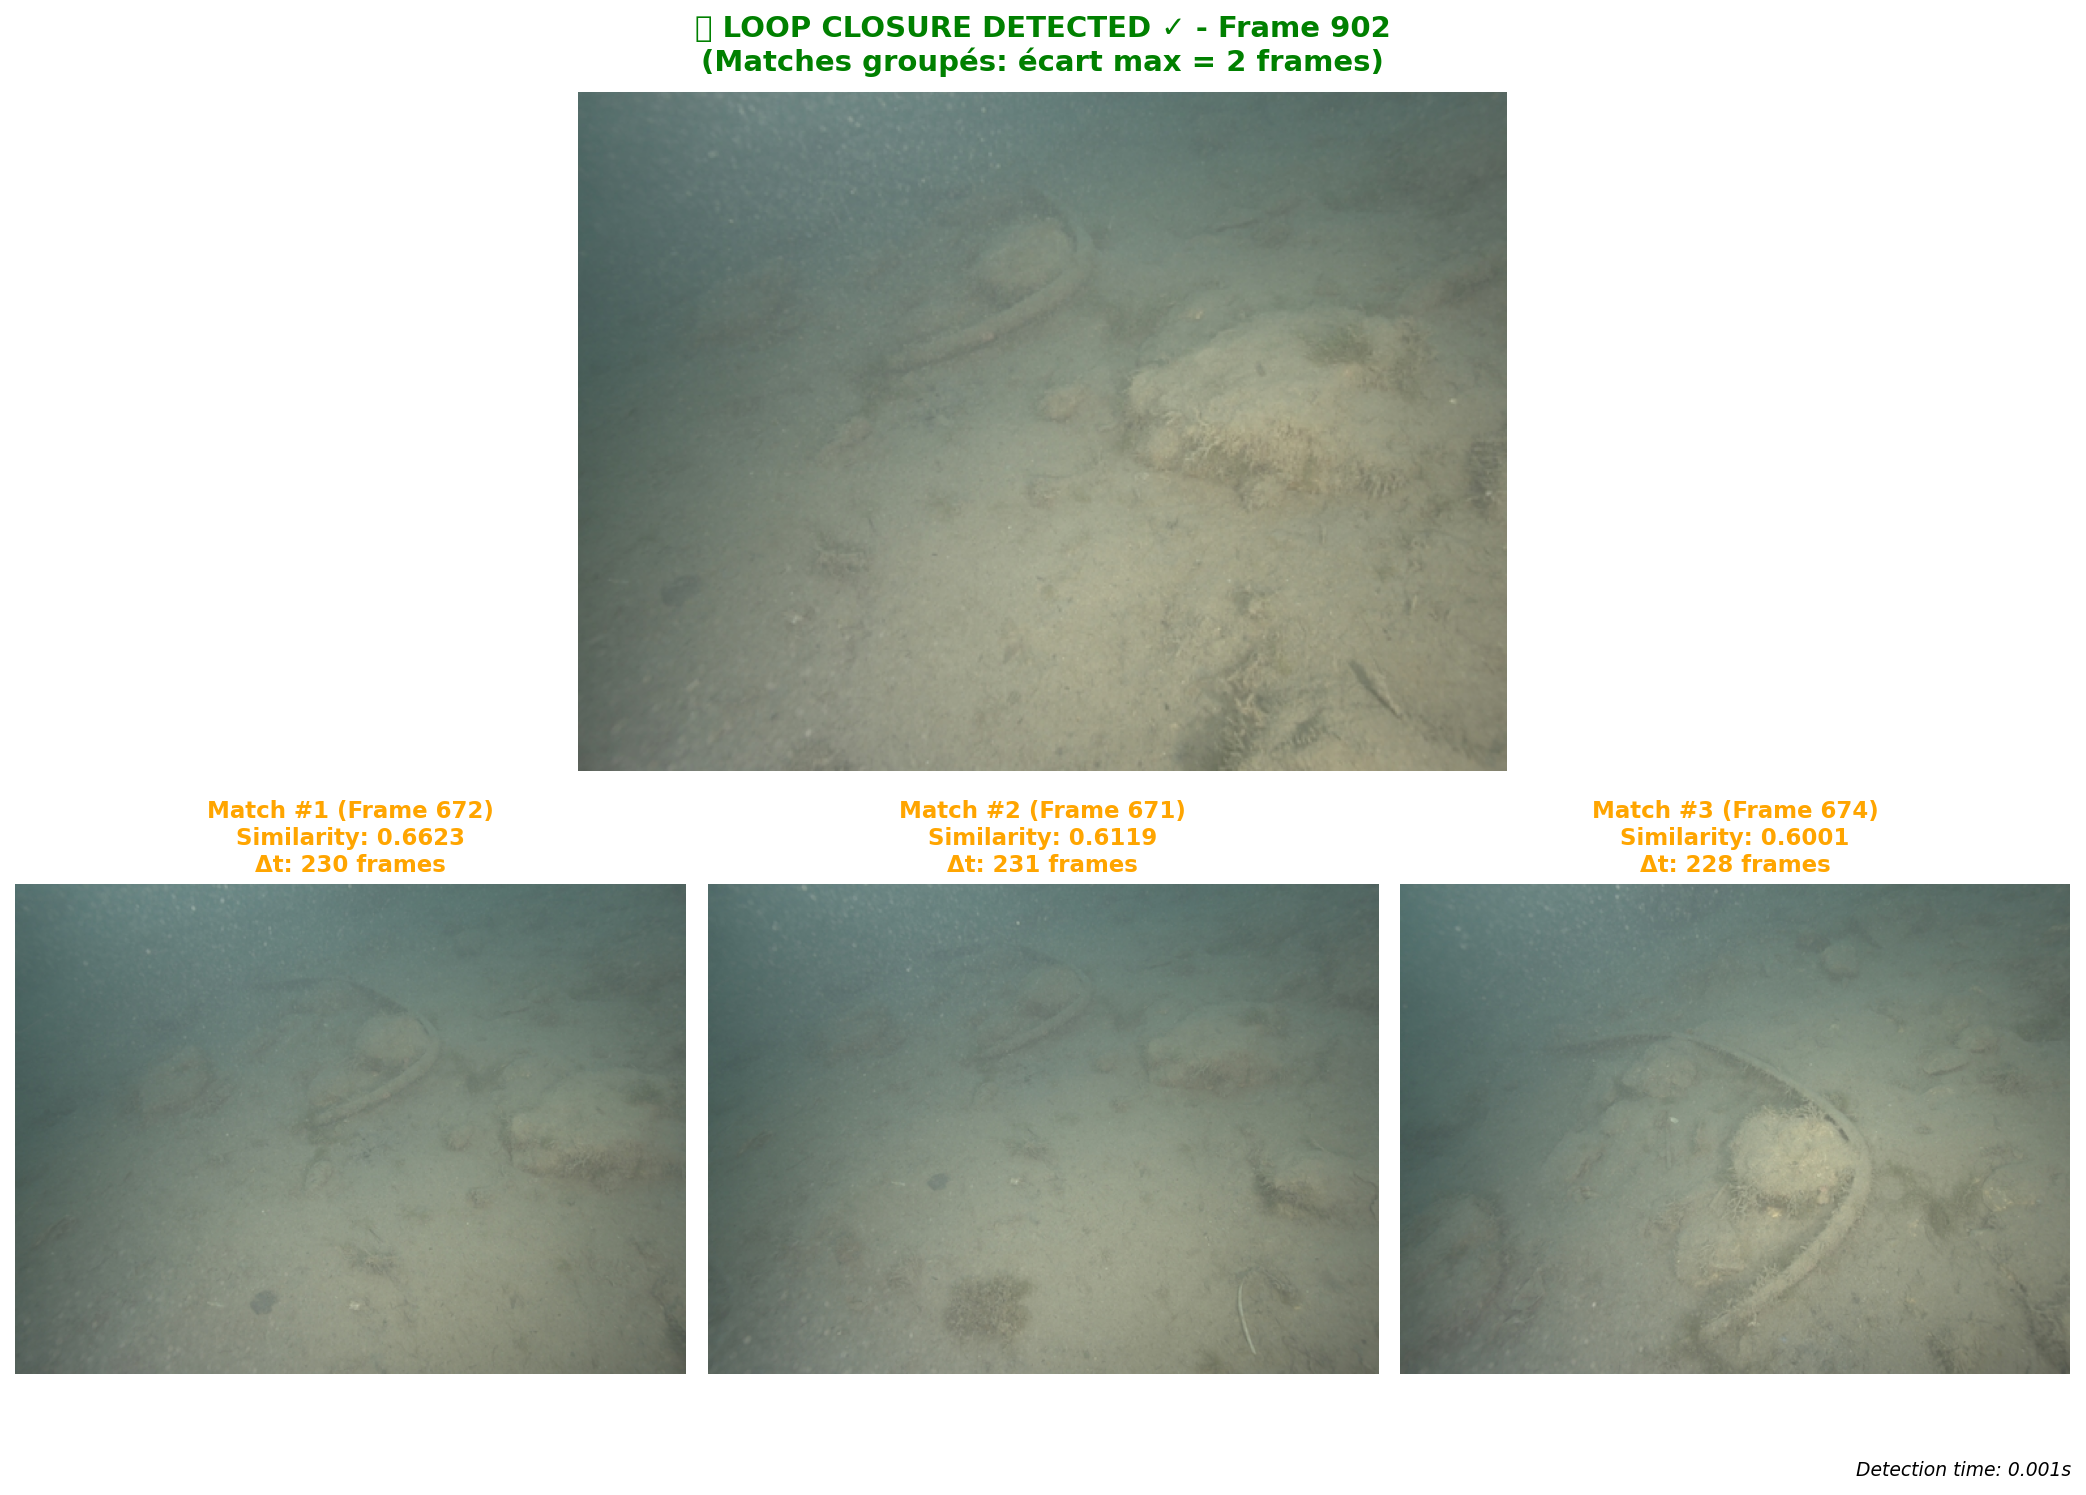 LOOP CLOSURE DETECTED ✓ - Frame 902
(Matches groupés: écart max = 2 frames)
Match #1 (Frame 672)
Similarity: 0.6623
Δt: 230 frames
Match #2 (Frame 671)
Similarity: 0.6119
Δt: 231 frames
Match #3 (Frame 674)
Similarity: 0.6001
Δt: 228 frames
Detection time: 0.001s